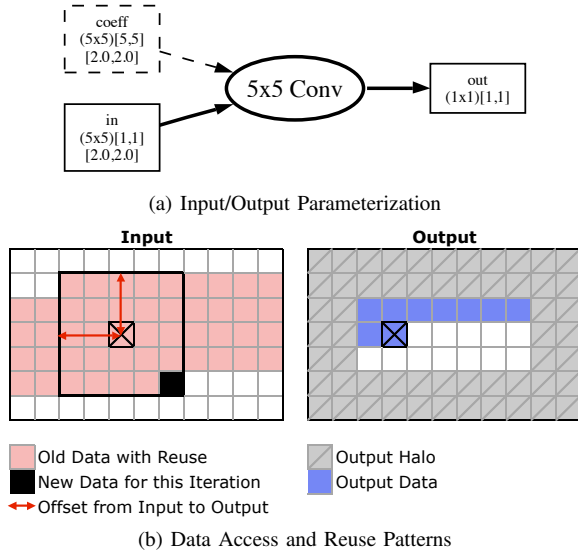 coeff
(5x5)[5,5]
[2.0,2.0]
in
(5x5)[1,1]
[2.0,2.0]
5x5 Conv
out
(1x1)[1,1]
(a) Input/Output Parameterization
Input
Output
Old Data with Reuse
New Data for this Iteration
Offset from Input to Output
Output Halo
Output Data
(b) Data Access and Reuse Patterns